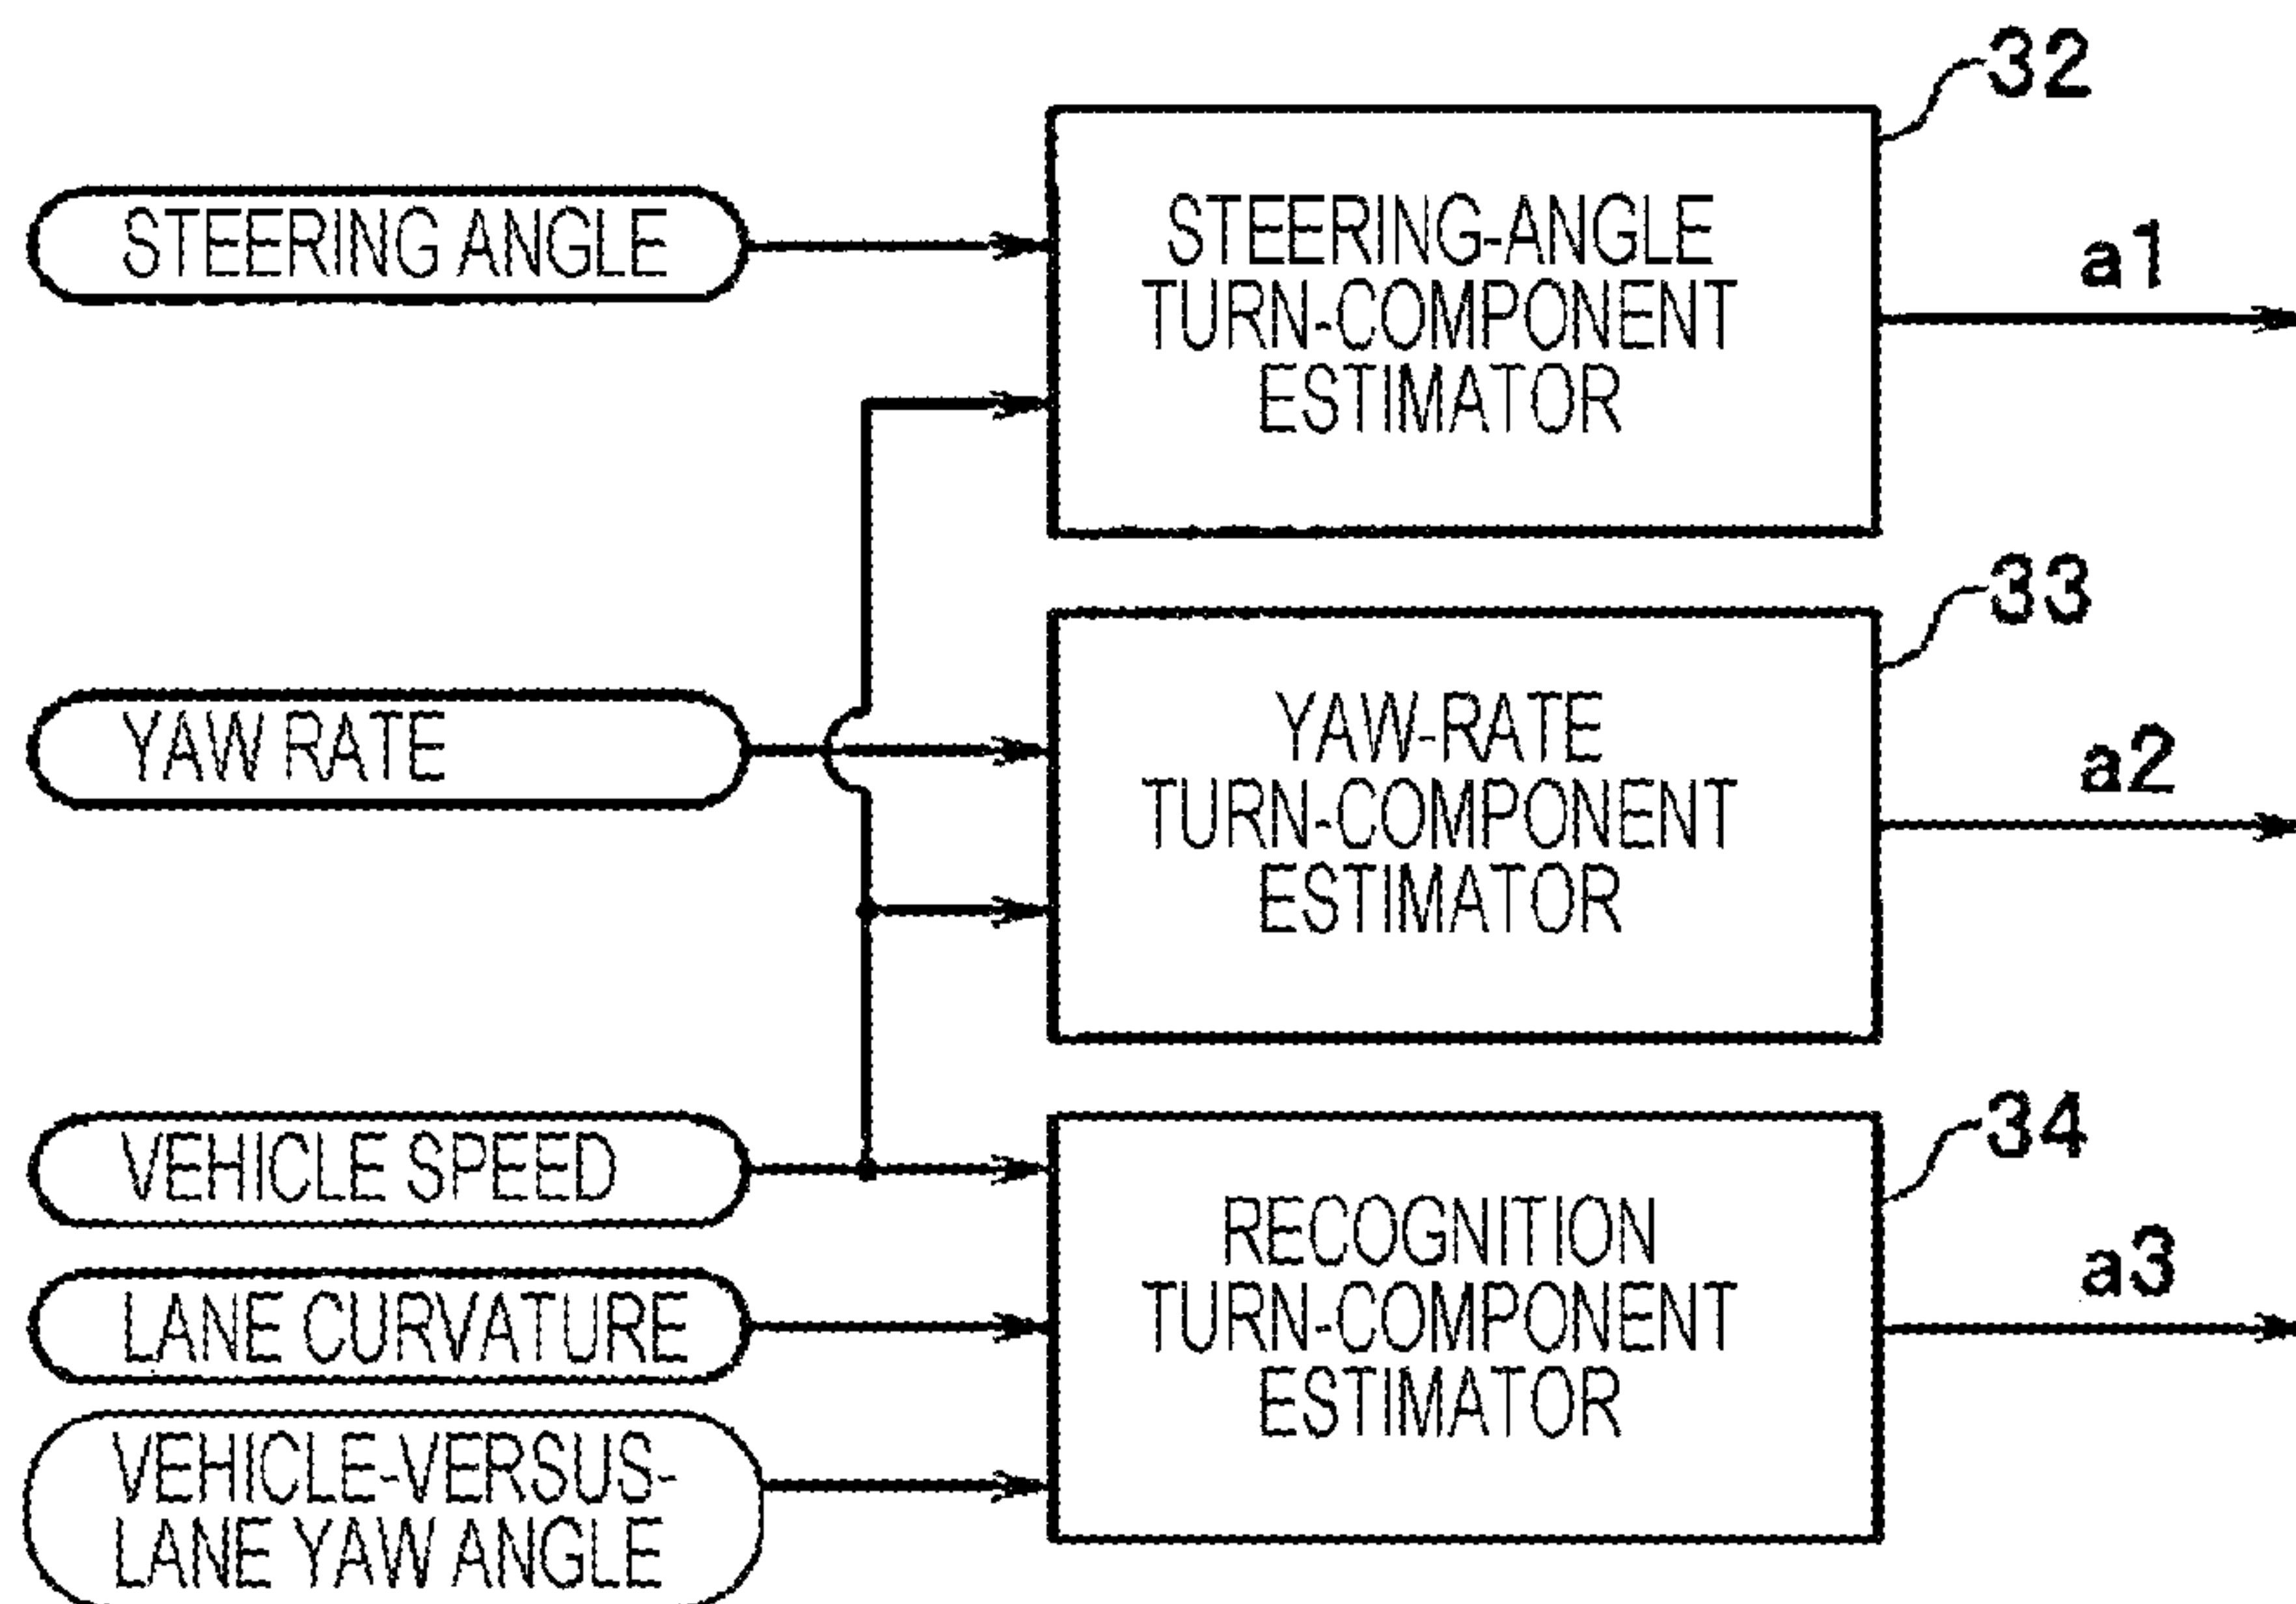 32
STEERING ANGLE
STEERING-ANGLE
TURN-COMPONENT
ESTIMATOR
a1
33
YAW RATE
YAW-RATE
TURN-COMPONENT
ESTIMATOR
a2
34
VEHICLE SPEED
LANE CURVATURE
VEHICLE-VERSUS-
LANE YAW ANGLE
RECOGNITION
TURN-COMPONENT
ESTIMATOR
a3